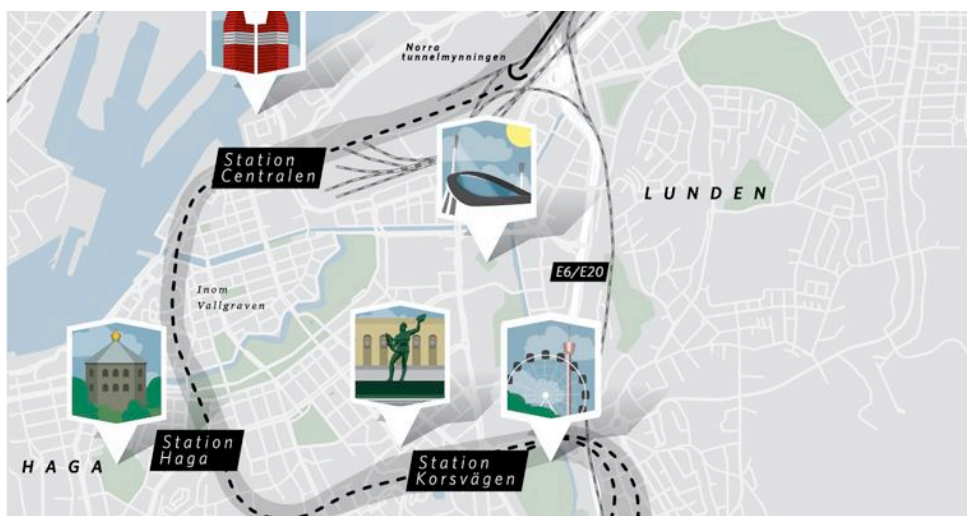 Norra
tunnelmynningen
Station
Centralen
LUNDEN
E6/E20
Inom
Vallgraven
Station
Haga
HAGA
Station
Korsvägen